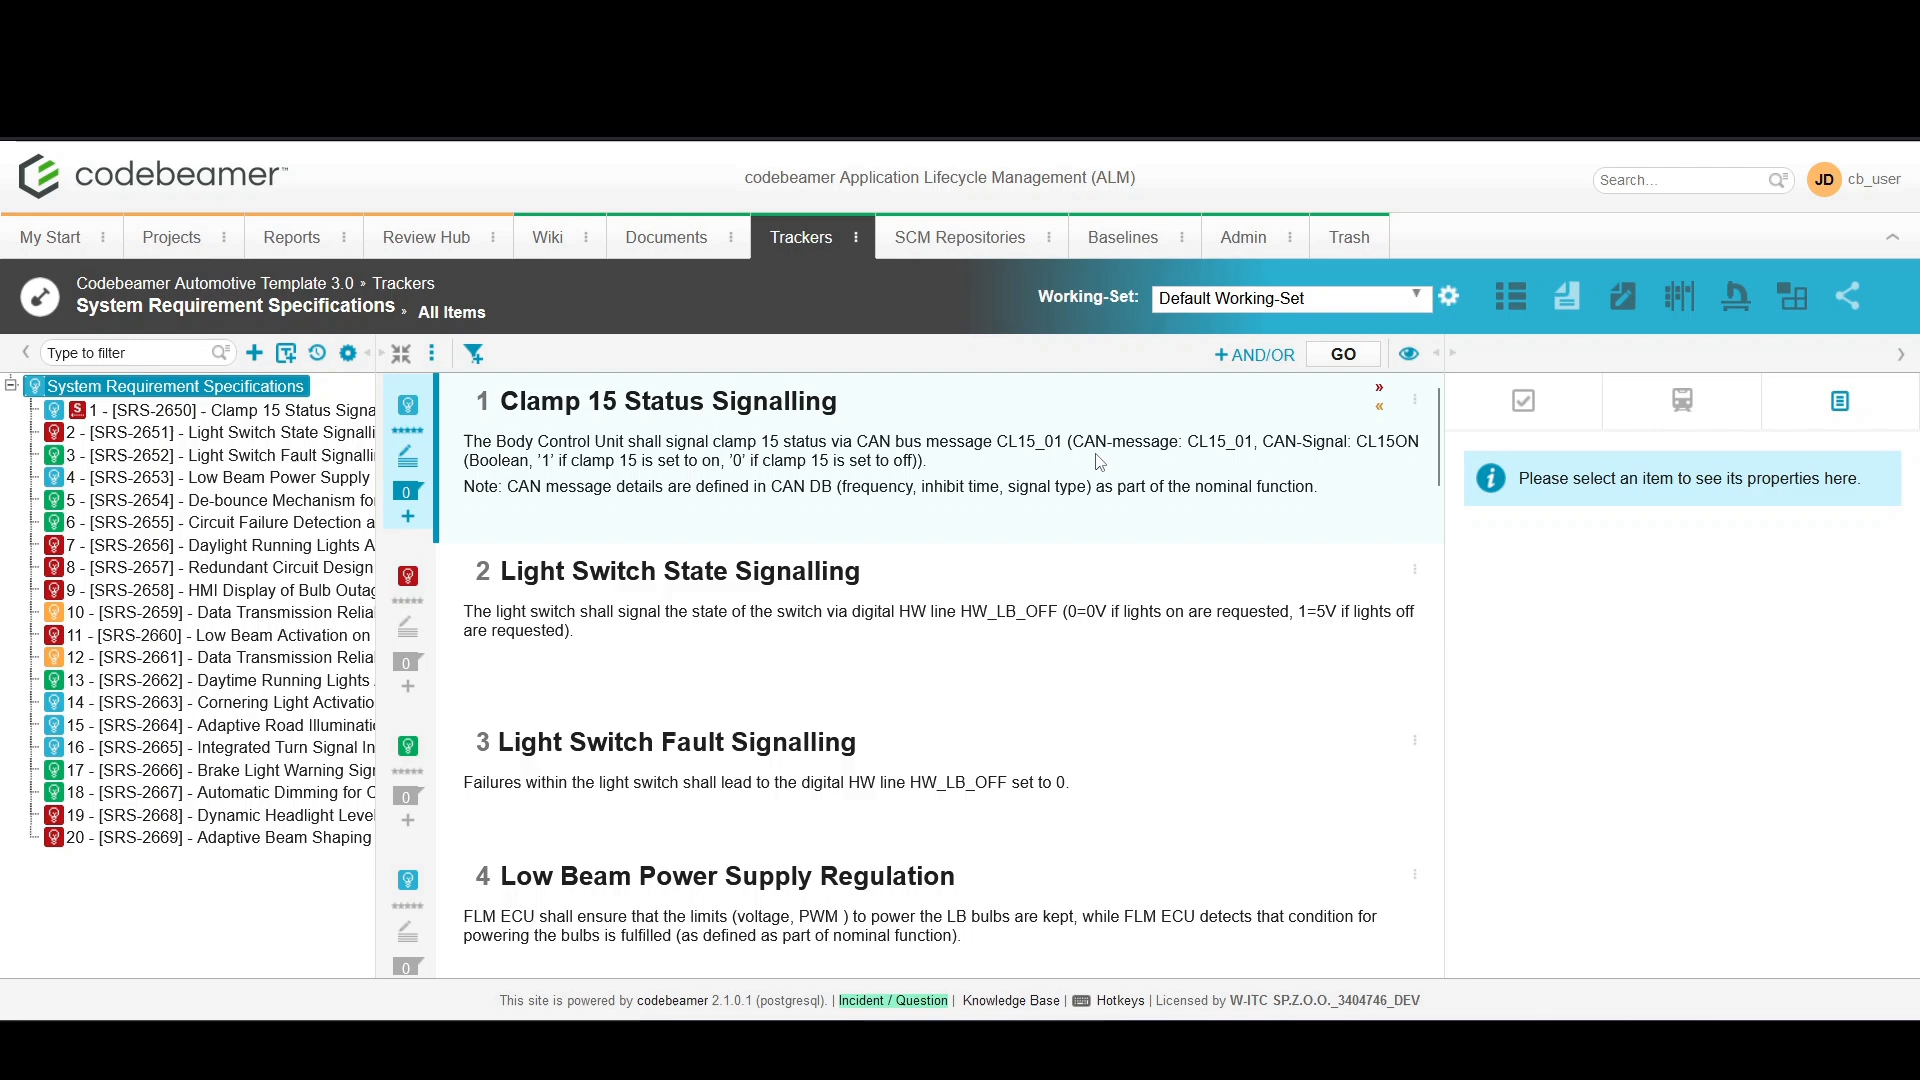 codebeamer™
codebeamer Application Lifecycle Management (ALM)
Search...
JD
cb_user
My Start
Projects
Reports
Review Hub
Wiki
Documents
Trackers
SCM Repositories
Baselines
Admin
Trash
Codebeamer Automotive Template 3.0 » Trackers
System Requirement Specifications » All Items
Working-Set:
Default Working-Set
Type to filter
+ AND/OR
GO
System Requirement Specifications
S 1 - [SRS-2650] - Clamp 15 Status Signa
2 - [SRS-2651] - Light Switch State Signalli
3 - [SRS-2652] - Light Switch Fault Signalli
4 - [SRS-2653] - Low Beam Power Supply
5 - [SRS-2654] - De-bounce Mechanism fo
6 - [SRS-2655] - Circuit Failure Detection a
7 - [SRS-2656] - Daylight Running Lights A
8 - [SRS-2657] - Redundant Circuit Design
9 - [SRS-2658] - HMI Display of Bulb Outag
10 - [SRS-2659] - Data Transmission Relia
11 - [SRS-2660] - Low Beam Activation on
12 - [SRS-2661] - Data Transmission Relia
13 - [SRS-2662] - Daytime Running Lights
14 - [SRS-2663] - Cornering Light Activatio
15 - [SRS-2664] - Adaptive Road Illuminati
16 - [SRS-2665] - Integrated Turn Signal In
17 - [SRS-2666] - Brake Light Warning Sig
18 - [SRS-2667] - Automatic Dimming for C
19 - [SRS-2668] - Dynamic Headlight Leve
20 - [SRS-2669] - Adaptive Beam Shaping
1 Clamp 15 Status Signalling
The Body Control Unit shall signal clamp 15 status via CAN bus message CL15_01 (CAN-message: CL15_01, CAN-Signal: CL15ON
(Boolean, '1' if clamp 15 is set to on, '0' if clamp 15 is set to off)).
0
Note: CAN message details are defined in CAN DB (frequency, inhibit time, signal type) as part of the nominal function.
2 Light Switch State Signalling
The light switch shall signal the state of the switch via digital HW line HW_LB_OFF (0=0V if lights on are requested, 1=5V if lights off
are requested).
0
3 Light Switch Fault Signalling
Failures within the light switch shall lead to the digital HW line HW_LB_OFF set to 0.
0
4 Low Beam Power Supply Regulation
FLM ECU shall ensure that the limits (voltage, PWM ) to power the LB bulbs are kept, while FLM ECU detects that condition for
powering the bulbs is fulfilled (as defined as part of nominal function).
0
Please select an item to see its properties here.
This site is powered by codebeamer 2.1.0.1 (postgresql). | Incident / Question | Knowledge Base | Hotkeys | Licensed by W-ITC SP.Z.O.O._3404746_DEV